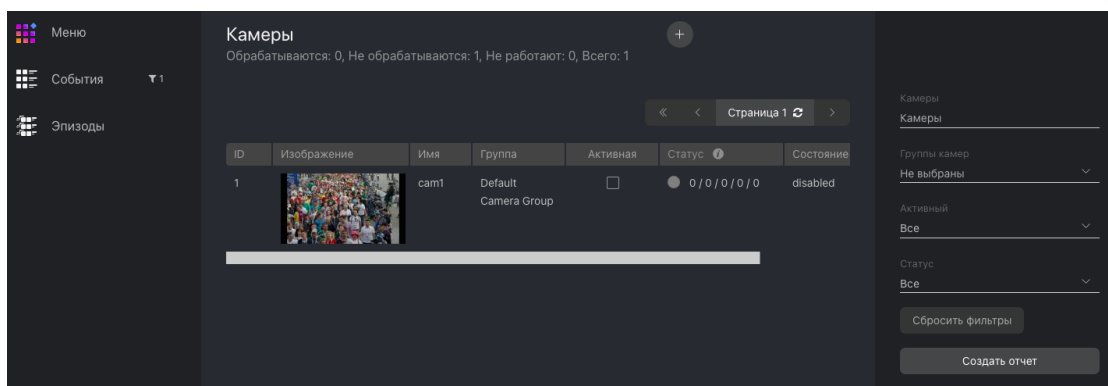 Меню
События
1
Эпизоды
Камеры
+
Обрабатываются: 0, Не обрабатываются: 1, Не работают: 0, Всего: 1
« < Страница 1 >
ID Изображение Имя Группа Активная Статус i Состояние
1 cam1 Default Camera Group 0/0/0/0/0 disabled
Камеры
Камеры
Группы камер
Не выбраны
Активный
Все
Статус
Все
Сбросить фильтры
Создать отчет